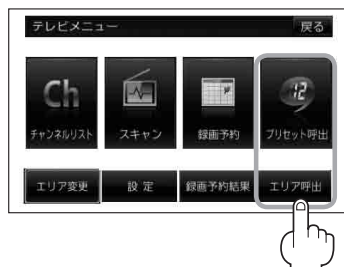 テレビメニュー
戻る
Ch
チャンネルリスト
スキャン
録画予約
12
プリセット呼出
エリア変更
設 定
録画予約結果
エリア呼出